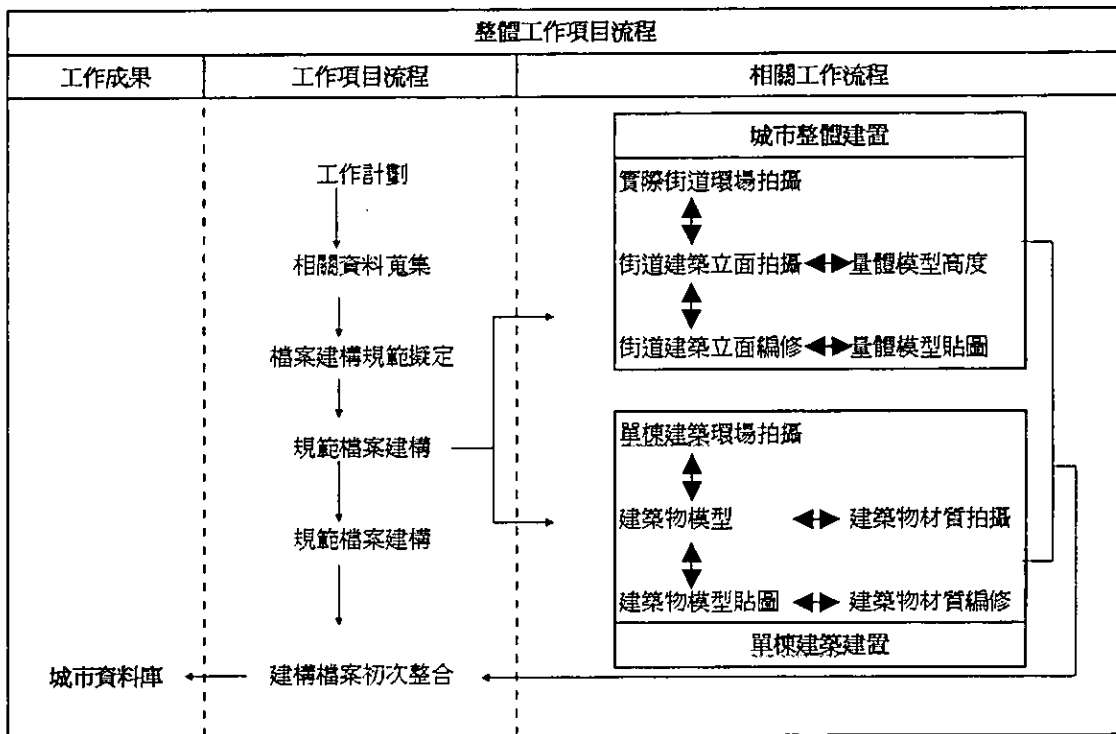 整體工作項目流程
工作成果 工作項目流程 相關工作流程
城市整體建置
工作計劃
實際街道環場拍攝
相關資料蒐集
街道建築立面拍攝 量體模型高度
檔案建構規範擬定
街道建築立面編修 量體模型貼圖
規範檔案建構
單棟建築環場拍攝
規範檔案建構
建築物模型 建築物材質拍攝
建築物模型貼圖 建築物材質編修
單棟建築建置
城市資料庫 建構檔案初次整合